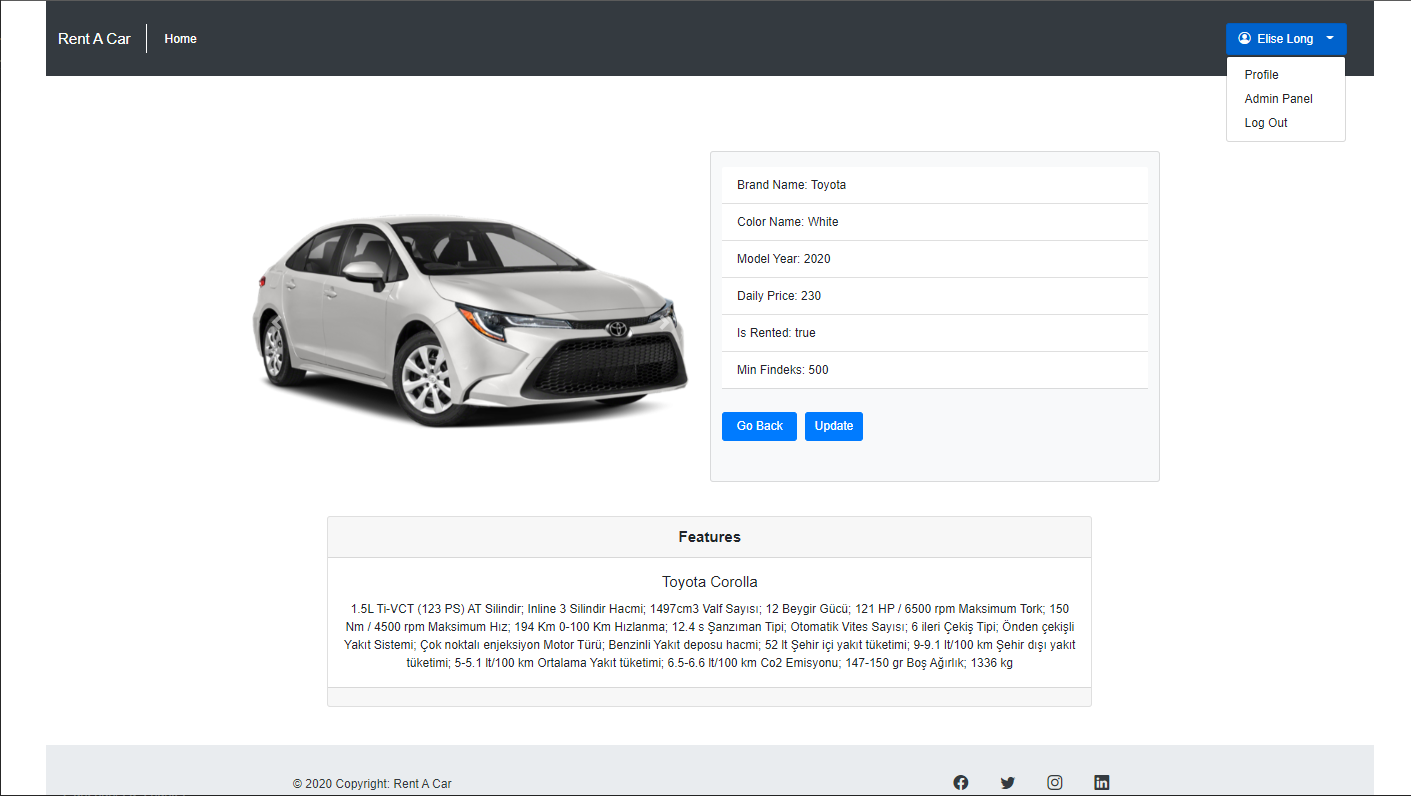 Rent A Car
Home
Elise Long
Profile
Admin Panel
Log Out
Brand Name: Toyota
Color Name: White
Model Year: 2020
Daily Price: 230
Is Rented: true
Min Findeks: 500
Go Back
Update
Features
Toyota Corolla
1.5L Ti-VCT (123 PS) AT Silindir; Inline 3 Silindir Hacmi; 1497cm3 Valf Sayısı; 12 Beygir Gücü; 121 HP / 6500 rpm Maksimum Tork; 150
Nm / 4500 rpm Maksimum Hız; 194 Km 0-100 Km Hızlanma; 12.4 s Şanzıman Tipi; Otomatik Vites Sayısı; 6 ileri Çekiş Tipi; Önden çekişli
Yakıt Sistemi; Çok noktalı enjeksiyon Motor Türü; Benzinli Yakıt deposu hacmi; 52 lt Şehir içi yakıt tüketimi; 9-9.1 lt/100 km Şehir dışı yakıt
tüketimi; 5-5.1 lt/100 km Ortalama Yakıt tüketimi; 6.5-6.6 lt/100 km Co2 Emisyonu; 147-150 gr Boş Ağırlık; 1336 kg
© 2020 Copyright: Rent A Car